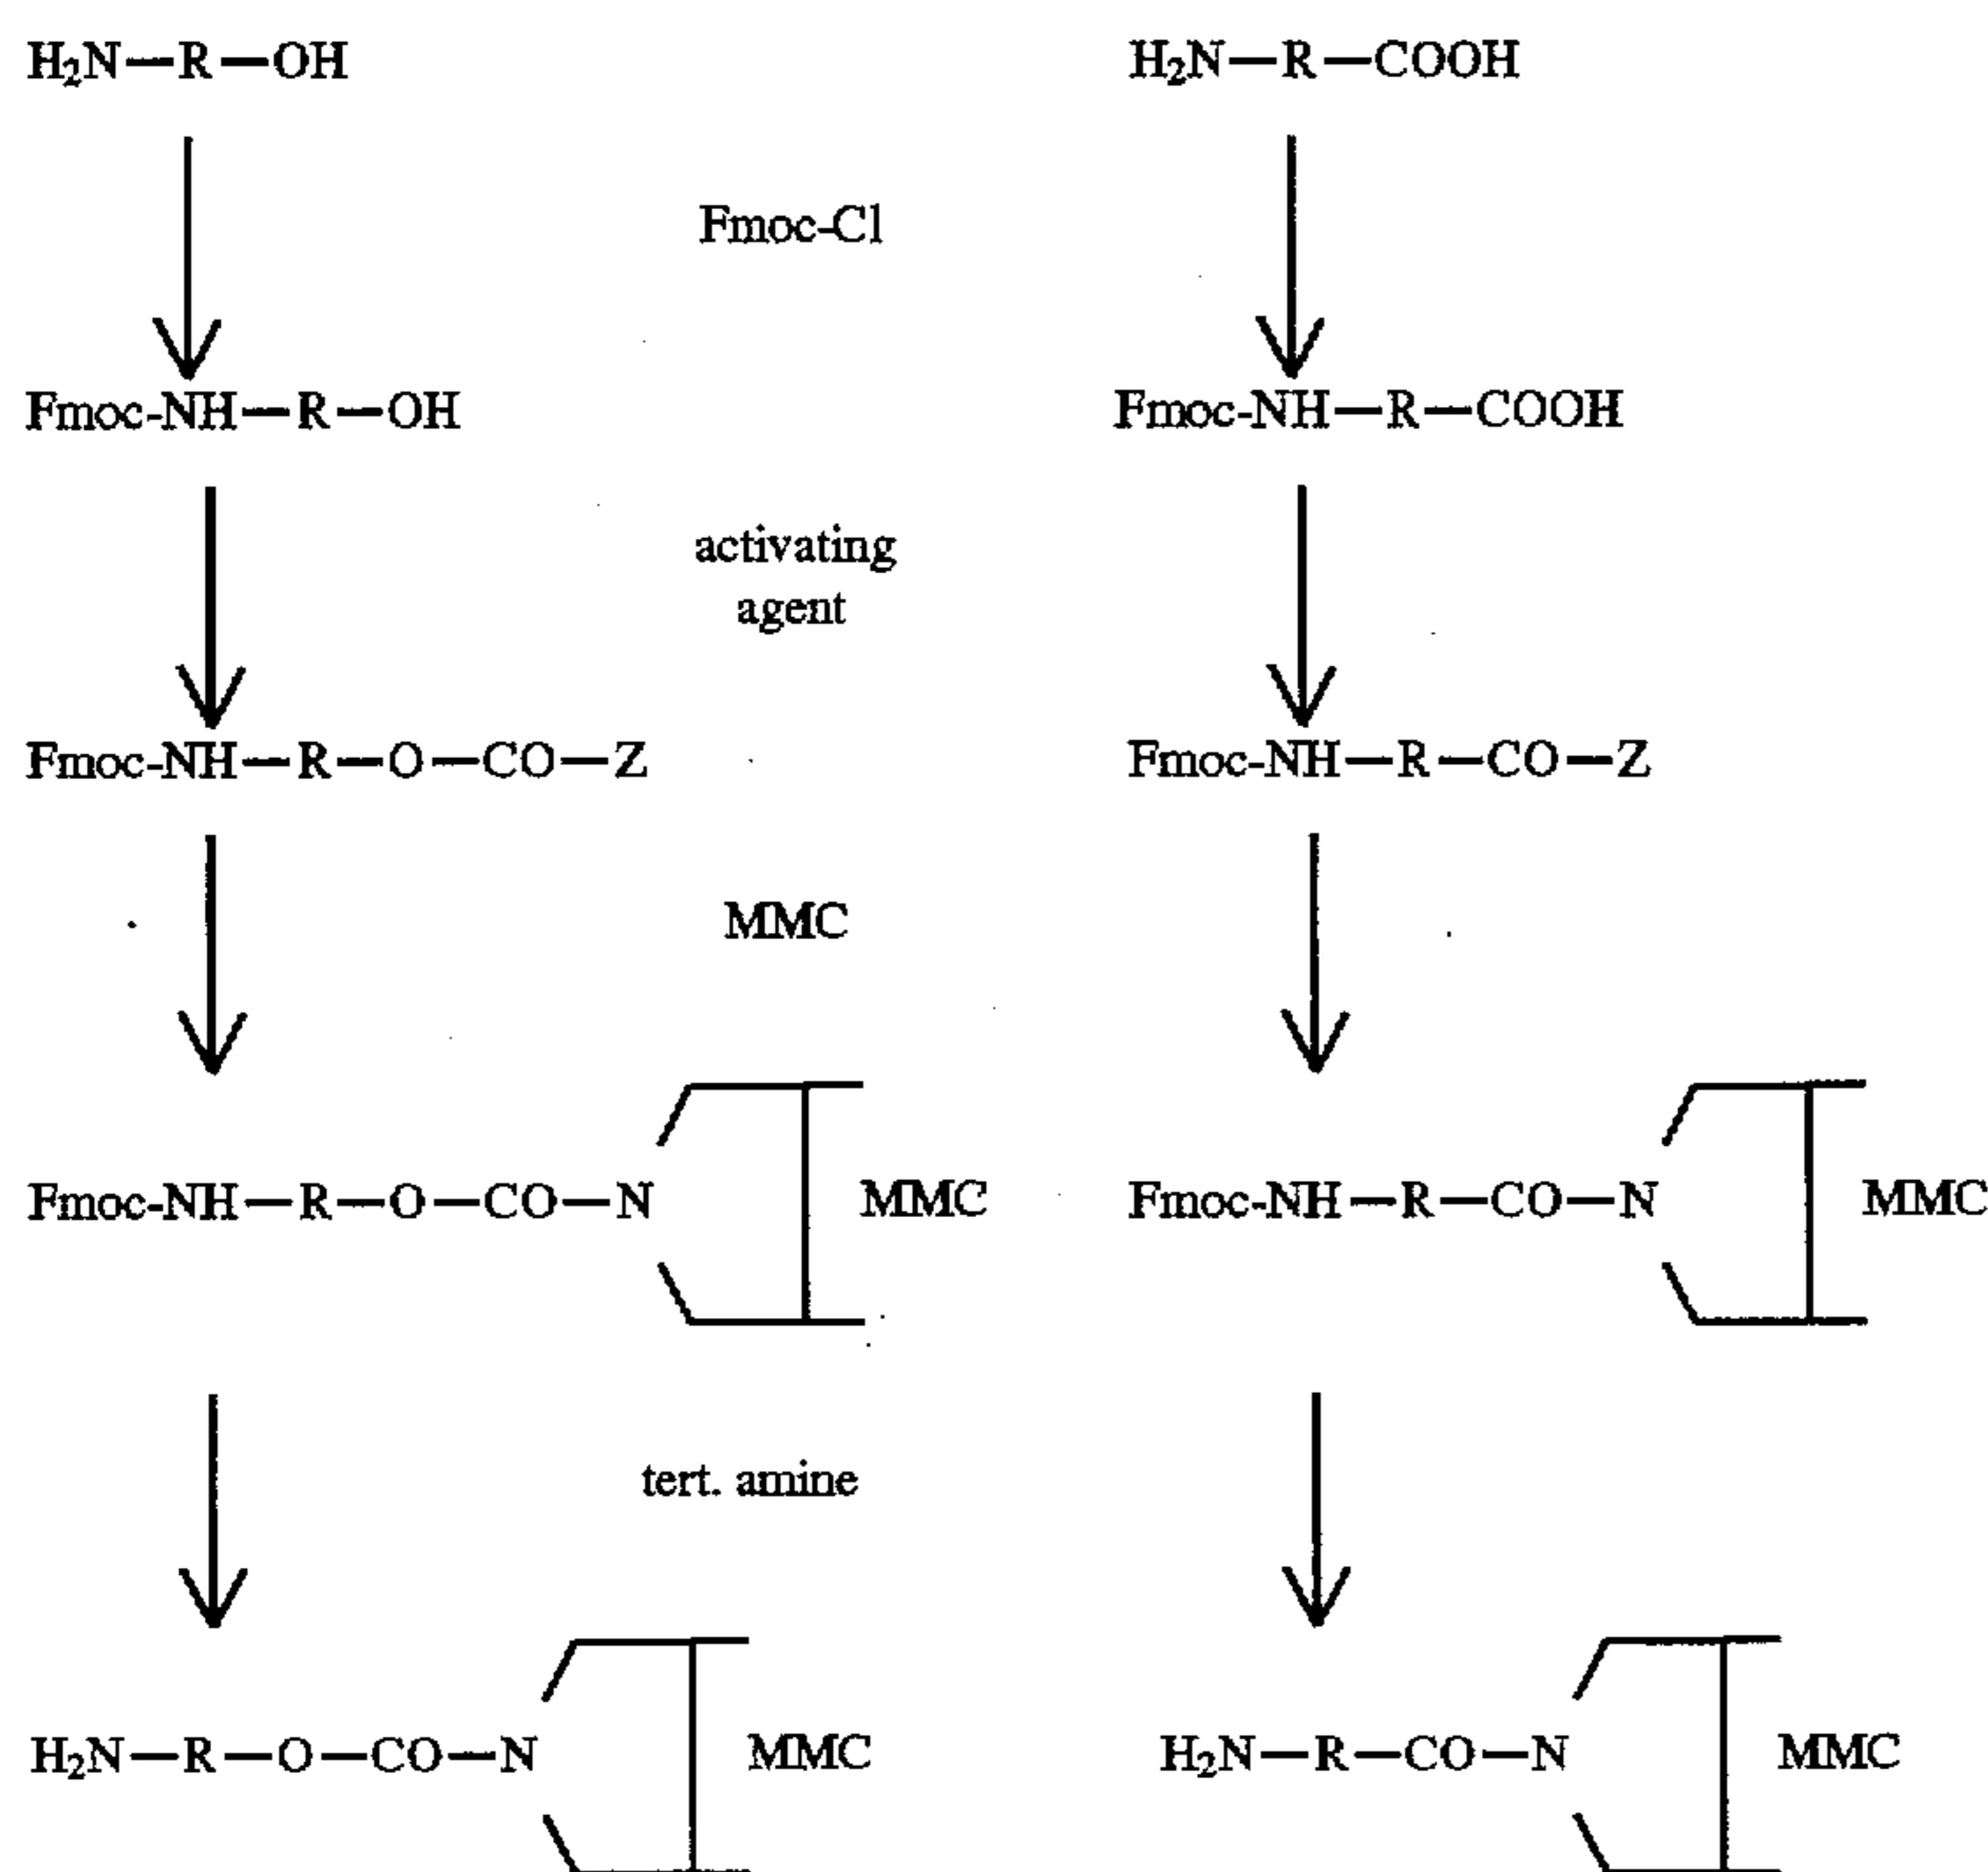 H₂N—R—OH H₂N—R—COOH
Fmoc-Cl
Fmoc-NH—R—OH Fmoc-NH—R—COOH
activating
agent
Fmoc-NH—R—O—CO—Z Fmoc-NH—R—CO—Z
MMC
Fmoc-NH—R—O—CO—N MMC Fmoc-NH—R—CO—N MMC
tert. amine
H₂N—R—O—CO—N MMC H₂N—R—CO—N MMC